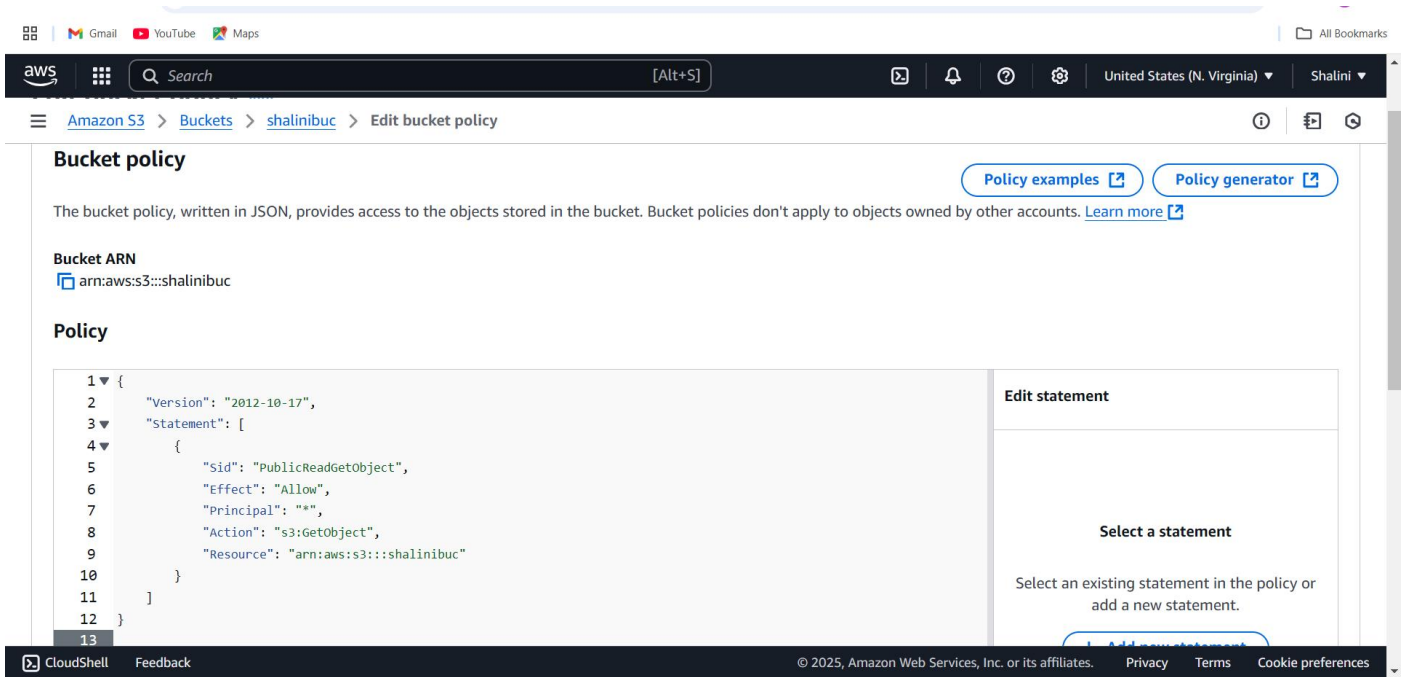 Gmail YouTube Maps All Bookmarks
aws Search [Alt+S] United States (N. Virginia) ▼ Shalini ▼
Amazon S3 > Buckets > shalinibuc > Edit bucket policy
Bucket policy
Policy examples Policy generator
The bucket policy, written in JSON, provides access to the objects stored in the bucket. Bucket policies don't apply to objects owned by other accounts. Learn more
Bucket ARN
arn:aws:s3:::shalinibuc
Policy
1 {
2 "Version": "2012-10-17",
3 "Statement": [
4 {
5 "Sid": "PublicReadGetObject",
6 "Effect": "Allow",
7 "Principal": "*",
8 "Action": "s3:GetObject",
9 "Resource": "arn:aws:s3:::shalinibuc"
10 }
11 ]
12 }
13
Edit statement
Select a statement
Select an existing statement in the policy or
add a new statement.
+ Add new statement
CloudShell Feedback © 2025, Amazon Web Services, Inc. or its affiliates. Privacy Terms Cookie preferences